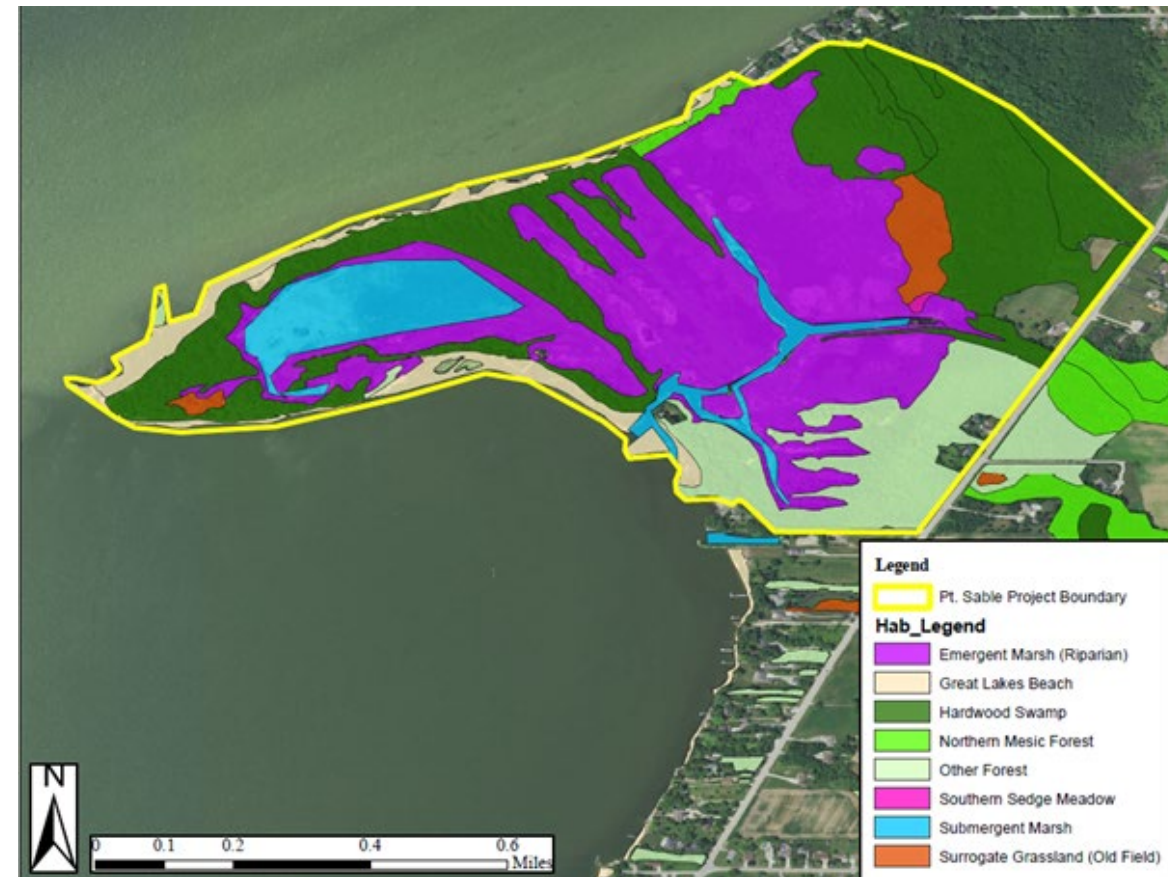 Legend
Pt. Sable Project Boundary
Hab_Legend
Emergent Marsh (Riparian)
Great Lakes Beach
Hardwood Swamp
Northern Mesic Forest
Other Forest
Southern Sedge Meadow
Submergent Marsh
Surrogate Grassland (Old Field)
N
0 0.1 0.2 0.4 0.6
Miles